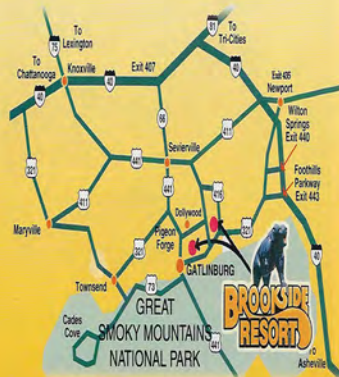 To
Lexington
75
To
Chattanooga
Knoxville
40
40
Exit 407
81
To
Tri-Cities
40
Exit 405
Newport
Wilton
Springs
Exit 440
66
411
Sevierville
441
441
321
411
Foothills
Parkway
Exit 443
416
Dollywood
Pigeon
Forge
321
321
Maryville
GATLINBURG
40
Townsend
73
BROOKSIDE
RESORT
GREAT
SMOKY MOUNTAINS
NATIONAL PARK
Cades
Cove
441
To
Asheville